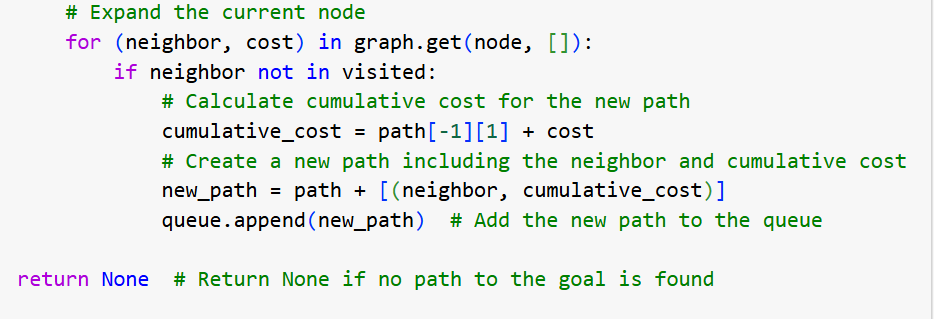 # Expand the current node
for (neighbor, cost) in graph.get(node, []):
if neighbor not in visited:
# Calculate cumulative cost for the new path
cumulative_cost = path[-1][1] + cost
# Create a new path including the neighbor and cumulative cost
new_path = path + [(neighbor, cumulative_cost)]
queue.append(new_path)  # Add the new path to the queue
return None  # Return None if no path to the goal is found